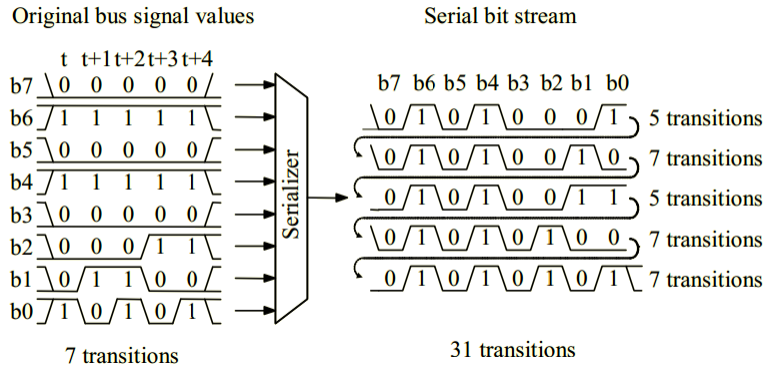 Original bus signal values
Serial bit stream
t t+1 t+2 t+3 t+4
b7 0 0 0 0 0
b6 1 1 1 1 1
b5 0 0 0 0 0
b4 1 1 1 1 1
b3 0 0 0 0 0
b2 0 0 0 1 1
b1 0 1 1 0 0
b0 1 0 1 0 1
7 transitions
Serializer
b7 b6 b5 b4 b3 b2 b1 b0
0 1 0 1 0 0 0 1 5 transitions
0 1 0 1 0 0 1 0 7 transitions
0 1 0 1 0 0 1 1 5 transitions
0 1 0 1 0 1 0 0 7 transitions
0 1 0 1 0 1 0 1 7 transitions
31 transitions